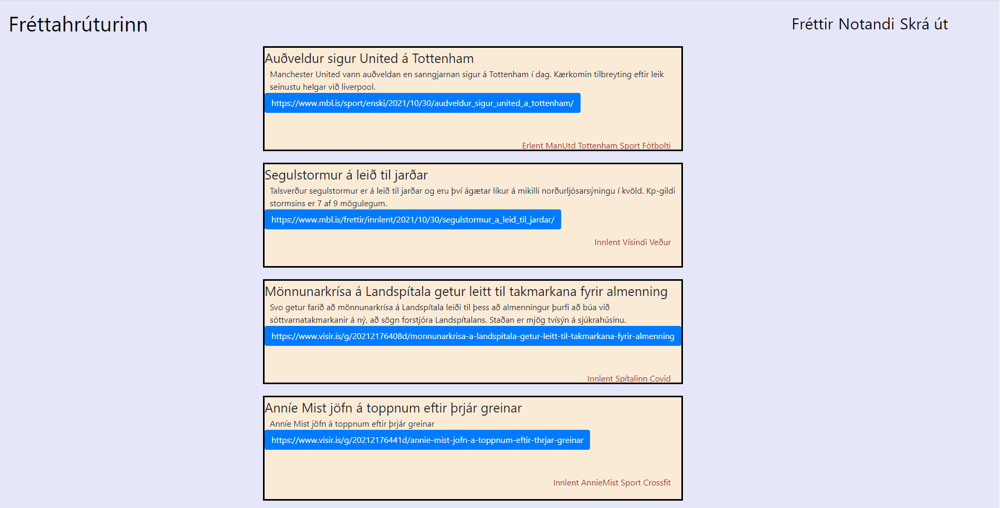 Fréttahrúturinn
Fréttir Notandi Skrá út
Auðveldur sigur United á Tottenham
Manchester United vann auðveldan en sanngjarnan sigur á Tottenham í dag. Kærkomin tilbreyting eftir leik
seinustu helgar við liverpool.
https://www.mbl.is/sport/enski/2021/10/30/audveldur_sigur_united_a_tottenham/
Erlent ManUtd Tottenham Sport Fótbolti
Segulstormur á leið til jarðar
Talsverður segulstormur er á leið til jarðar og eru því ágætar líkur á mikilli norðurljósarsýningu í kvöld. Kp-gildi
stormsins er 7 af 9 mögulegum.
https://www.mbl.is/frettir/innlent/2021/10/30/segulstormur_a_leid_til_jardar/
Innlent Vísindi Veður
Mönnunarkrísa á Landspítala getur leitt til takmarkana fyrir almenning
Svo getur farið að mönnunarkrísa á Landspítala leiði til þess að almenningur þurfi að búa við
sóttvarnatakmarkanir á ný, að sögn forstjóra Landspítalans. Staðan er mjög tvísýn á sjúkrahúsinu.
https://www.visir.is/g/20212176408d/monnunarkrisa-a-landspitala-getur-leitt-til-takmarkana-fyrir-almenning
Innlent Spítalinn Covid
Anníe Mist jöfn á toppnum eftir þrjár greinar
Anníe Mist jöfn á toppnum eftir þrjár greinar
https://www.visir.is/g/20212176441d/annie-mist-jofn-a-toppnum-eftir-thrjar-greinar
Innlent AnnieMist Sport Crossfit